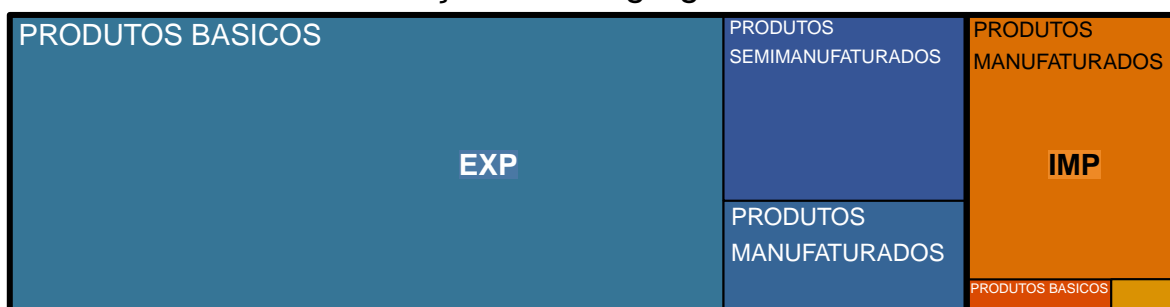 PRODUTOS BASICOS
EXP
PRODUTOS
SEMIMANUFATURADOS
PRODUTOS
MANUFATURADOS
PRODUTOS
MANUFATURADOS
IMP
PRODUTOS BASICOS